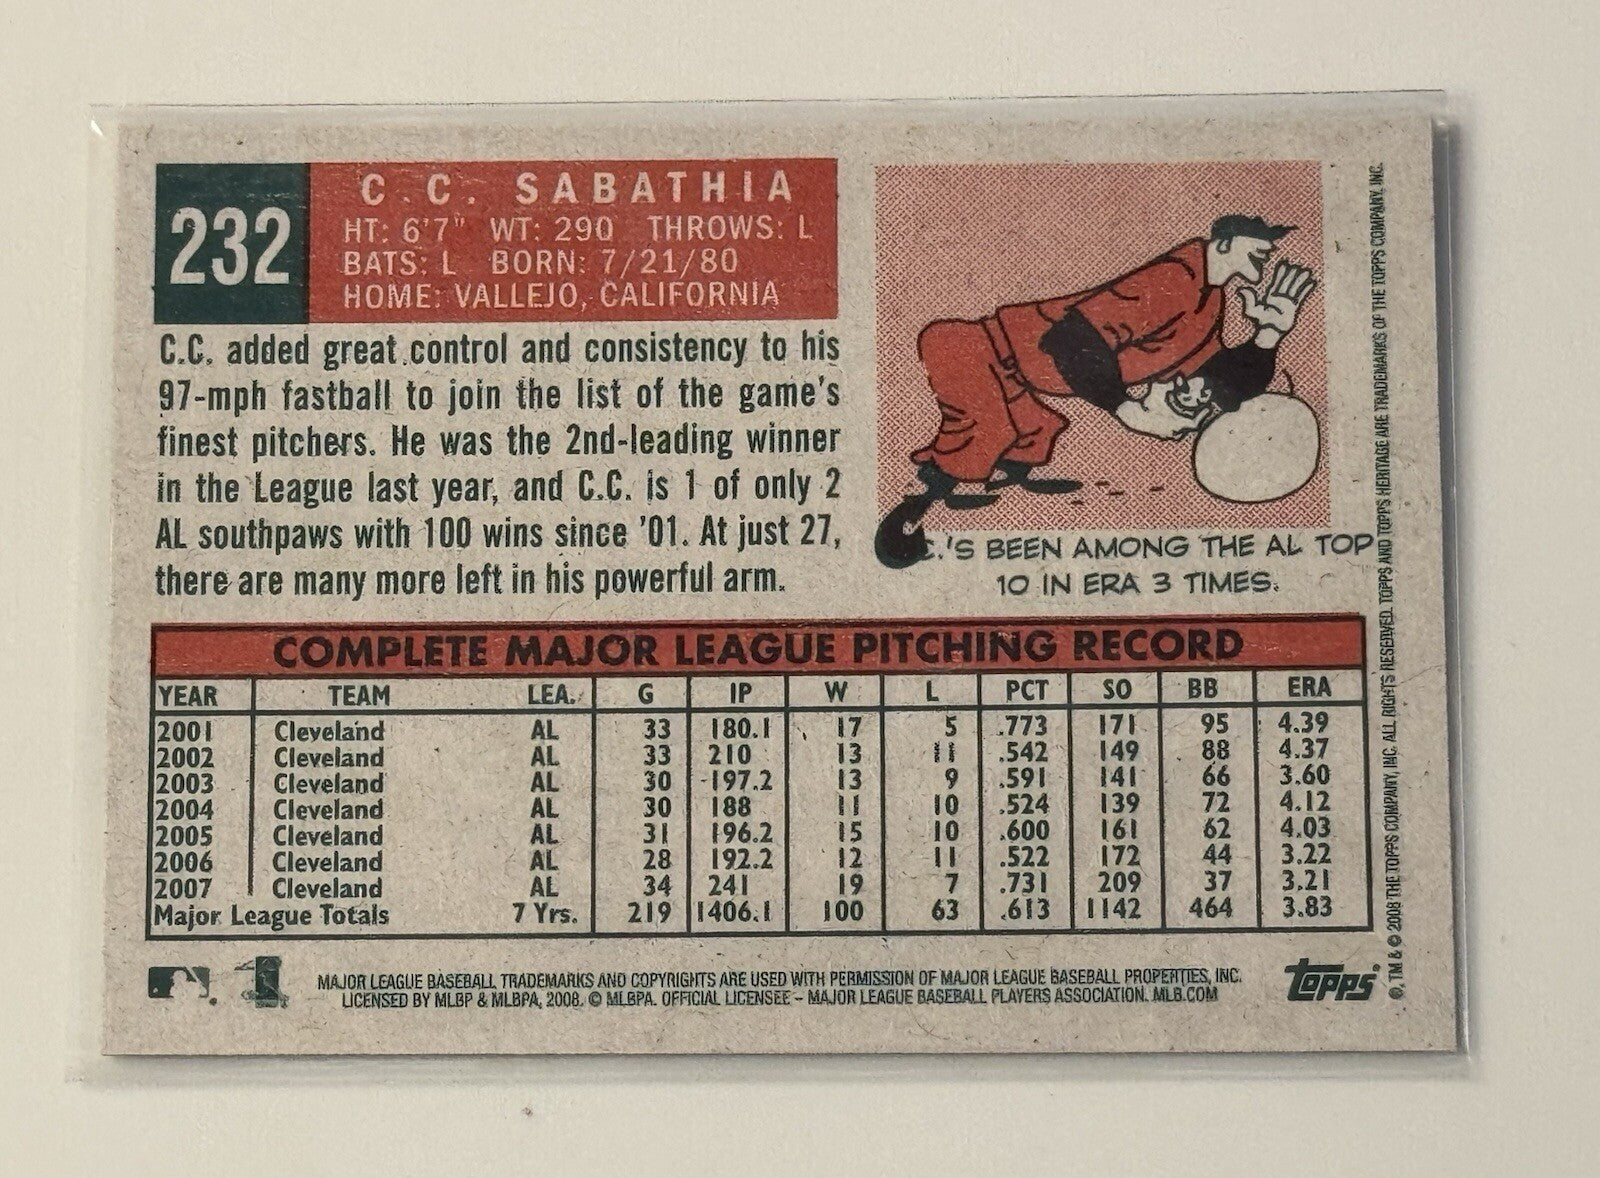 232
C. C. SABATHIA
HT: 6'7" WT: 290 THROWS: L
BATS: L BORN: 7/21/80
HOME: VALLEJO, CALIFORNIA
C.C. added great control and consistency to his
97-mph fastball to join the list of the game's
finest pitchers. He was the 2nd-leading winner
in the League last year, and C.C. is 1 of only 2
AL southpaws with 100 wins since '01. At just 27,
there are many more left in his powerful arm.
C.'S BEEN AMONG THE AL TOP
10 IN ERA 3 TIMES.
COMPLETE MAJOR LEAGUE PITCHING RECORD
YEAR TEAM LEA. G IP W L PCT SO BB ERA
2001 Cleveland AL 33 180.1 17 5 .773 171 95 4.39
2002 Cleveland AL 33 210 13 11 .542 149 88 4.37
2003 Cleveland AL 30 197.2 13 9 .591 141 66 3.60
2004 Cleveland AL 30 188 11 10 .524 139 72 4.12
2005 Cleveland AL 31 196.2 15 10 .600 161 62 4.03
2006 Cleveland AL 28 192.2 12 11 .522 172 44 3.22
2007 Cleveland AL 34 241 19 7 .731 209 37 3.21
Major League Totals 7 Yrs. 219 1406.1 100 63 .613 1142 464 3.83
MAJOR LEAGUE BASEBALL TRADEMARKS AND COPYRIGHTS ARE USED WITH PERMISSION OF MAJOR LEAGUE BASEBALL PROPERTIES, INC.
LICENSED BY MLBP & MLBPA, 2008. © MLBPA. OFFICIAL LICENSEE – MAJOR LEAGUE BASEBALL PLAYERS ASSOCIATION. MLB.COM
topps
®, TM & © 2008 THE TOPPS COMPANY, INC. ALL RIGHTS RESERVED. TOPPS AND TOPPS HERITAGE ARE TRADEMARKS OF THE TOPPS COMPANY, INC.